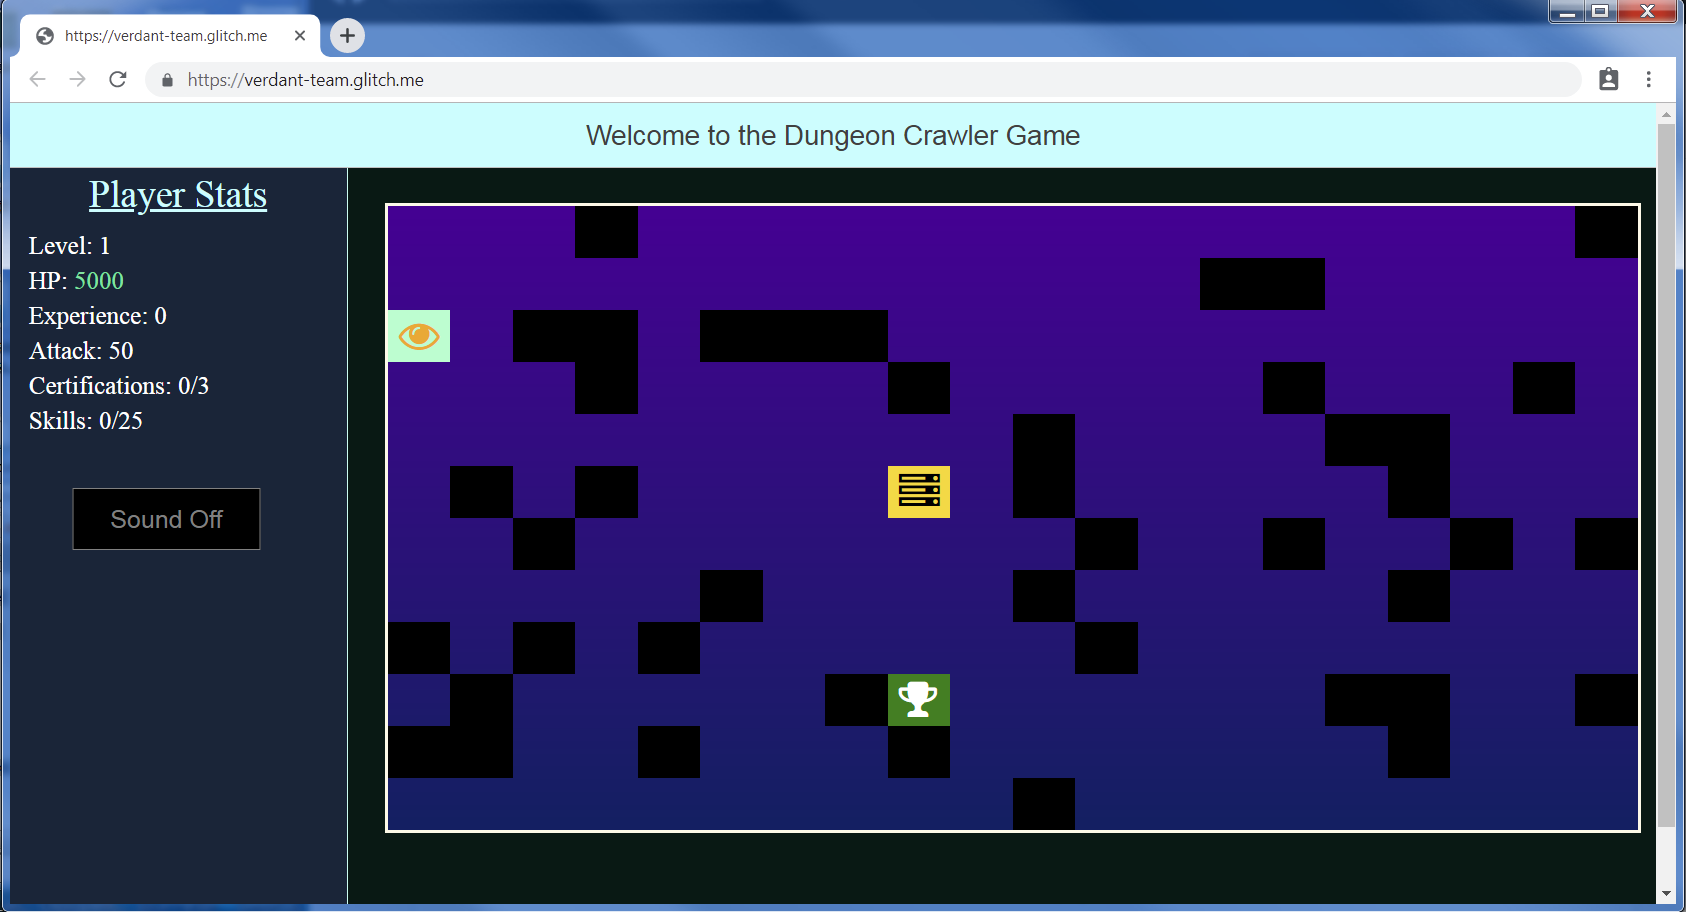 https://verdant-team.glitch.me
https://verdant-team.glitch.me
Welcome to the Dungeon Crawler Game
Player Stats
Level: 1
HP: 5000
Experience: 0
Attack: 50
Certifications: 0/3
Skills: 0/25
Sound Off